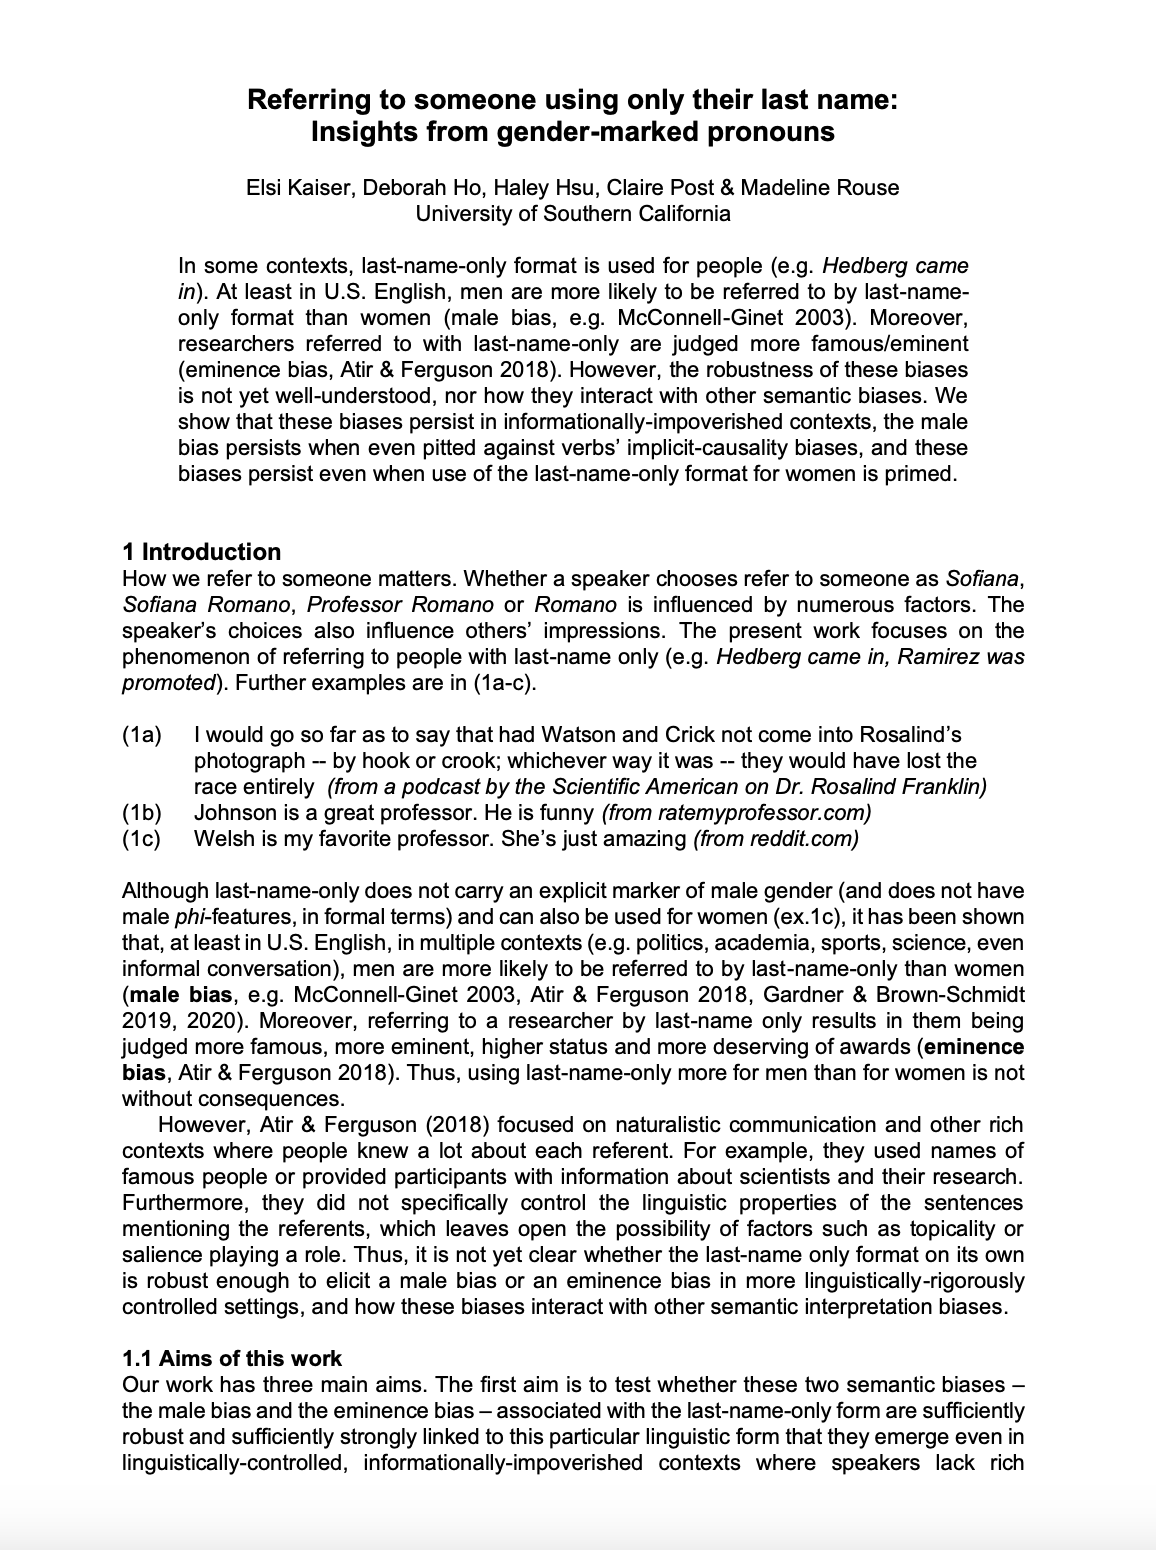 Referring to someone using only their last name:
Insights from gender-marked pronouns
Elsi Kaiser, Deborah Ho, Haley Hsu, Claire Post & Madeline Rouse
University of Southern California
In some contexts, last-name-only format is used for people (e.g. Hedberg came
in). At least in U.S. English, men are more likely to be referred to by last-name-
only format than women (male bias, e.g. McConnell-Ginet 2003). Moreover,
researchers referred to with last-name-only are judged more famous/eminent
(eminence bias, Atir & Ferguson 2018). However, the robustness of these biases
is not yet well-understood, nor how they interact with other semantic biases. We
show that these biases persist in informationally-impoverished contexts, the male
bias persists when even pitted against verbs’ implicit-causality biases, and these
biases persist even when use of the last-name-only format for women is primed.
1 Introduction
How we refer to someone matters. Whether a speaker chooses refer to someone as Sofiana,
Sofiana Romano, Professor Romano or Romano is influenced by numerous factors. The
speaker’s choices also influence others’ impressions. The present work focuses on the
phenomenon of referring to people with last-name only (e.g. Hedberg came in, Ramirez was
promoted). Further examples are in (1a-c).
(1a) I would go so far as to say that had Watson and Crick not come into Rosalind’s
photograph -- by hook or crook; whichever way it was -- they would have lost the
race entirely (from a podcast by the Scientific American on Dr. Rosalind Franklin)
(1b) Johnson is a great professor. He is funny (from ratemyprofessor.com)
(1c) Welsh is my favorite professor. She’s just amazing (from reddit.com)
Although last-name-only does not carry an explicit marker of male gender (and does not have
male phi-features, in formal terms) and can also be used for women (ex.1c), it has been shown
that, at least in U.S. English, in multiple contexts (e.g. politics, academia, sports, science, even
informal conversation), men are more likely to be referred to by last-name-only than women
(male bias, e.g. McConnell-Ginet 2003, Atir & Ferguson 2018, Gardner & Brown-Schmidt
2019, 2020). Moreover, referring to a researcher by last-name only results in them being
judged more famous, more eminent, higher status and more deserving of awards (eminence
bias, Atir & Ferguson 2018). Thus, using last-name-only more for men than for women is not
without consequences.
However, Atir & Ferguson (2018) focused on naturalistic communication and other rich
contexts where people knew a lot about each referent. For example, they used names of
famous people or provided participants with information about scientists and their research.
Furthermore, they did not specifically control the linguistic properties of the sentences
mentioning the referents, which leaves open the possibility of factors such as topicality or
salience playing a role. Thus, it is not yet clear whether the last-name only format on its own
is robust enough to elicit a male bias or an eminence bias in more linguistically-rigorously
controlled settings, and how these biases interact with other semantic interpretation biases.
1.1 Aims of this work
Our work has three main aims. The first aim is to test whether these two semantic biases –
the male bias and the eminence bias – associated with the last-name-only form are sufficiently
robust and sufficiently strongly linked to this particular linguistic form that they emerge even in
linguistically-controlled, informationally-impoverished contexts where speakers lack rich